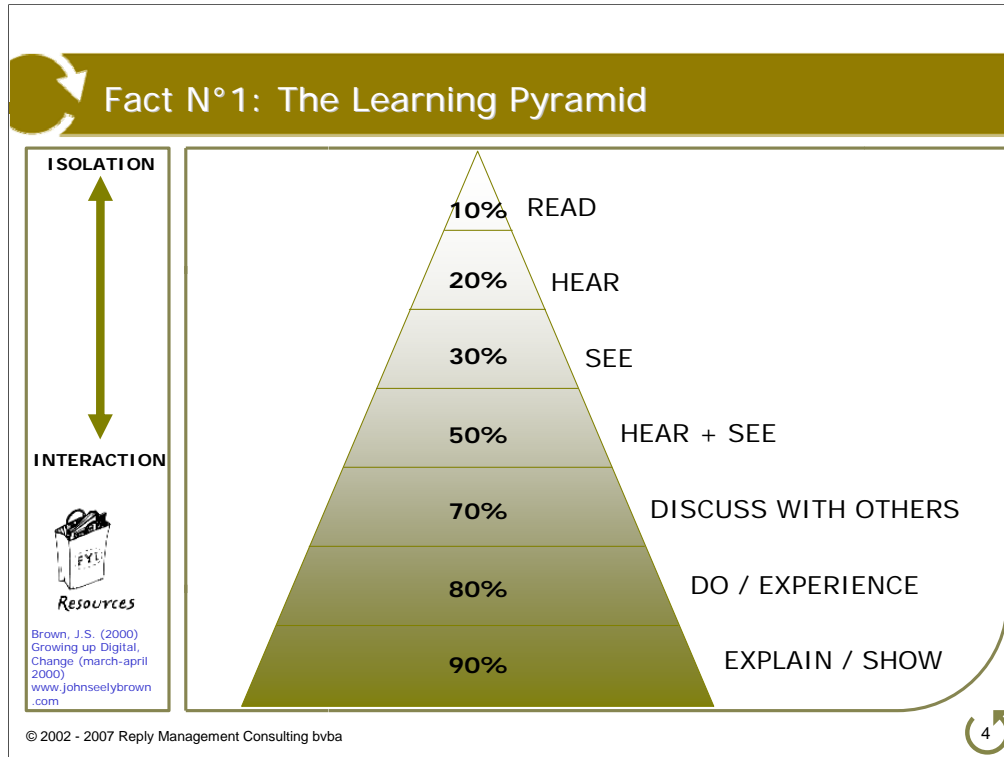 Fact N°1: The Learning Pyramid
ISOLATION
INTERACTION
FYI
Resources
Brown, J.S. (2000)
Growing up Digital,
Change (march-april
2000)
www.johnseelybrown
.com
10% READ
20% HEAR
30% SEE
50% HEAR + SEE
70% DISCUSS WITH OTHERS
80% DO / EXPERIENCE
90% EXPLAIN / SHOW
© 2002 - 2007 Reply Management Consulting bvba
4